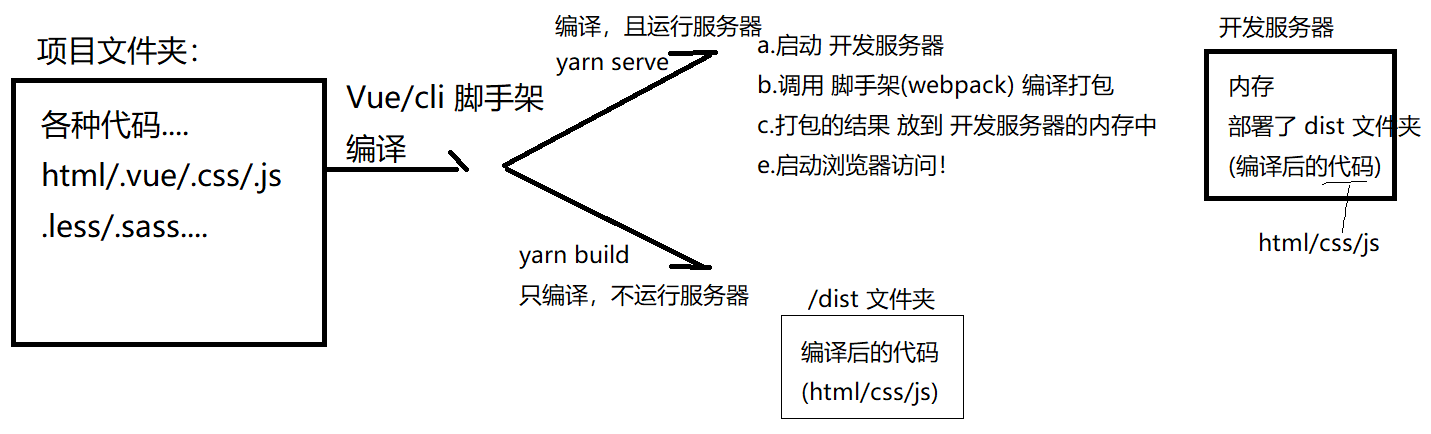 项目文件夹：
各种代码....
html/.vue/.css/.js
.less/.sass....
Vue/cli 脚手架
编译
编译，且运行服务器
yarn serve
a.启动 开发服务器
b.调用 脚手架(webpack) 编译打包
c.打包的结果 放到 开发服务器的内存中
e.启动浏览器访问！
开发服务器
内存
部署了 dist 文件夹
(编译后的代码)
html/css/js
yarn build
只编译，不运行服务器
/dist 文件夹
编译后的代码
(html/css/js)